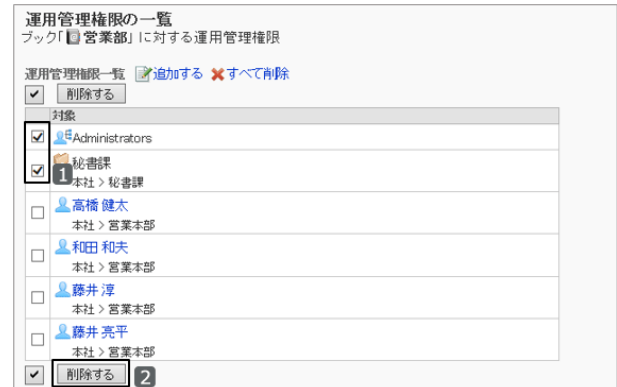 運用管理権限の一覧
ブック「営業部」に対する運用管理権限
運用管理権限一覧 追加する すべて削除
削除する
対象
Administrators
秘書課
1
本社 > 秘書課
高橋 健太
本社 > 営業本部
和田 和夫
本社 > 営業本部
藤井 淳
本社 > 営業本部
藤井 亮平
本社 > 営業本部
削除する 2